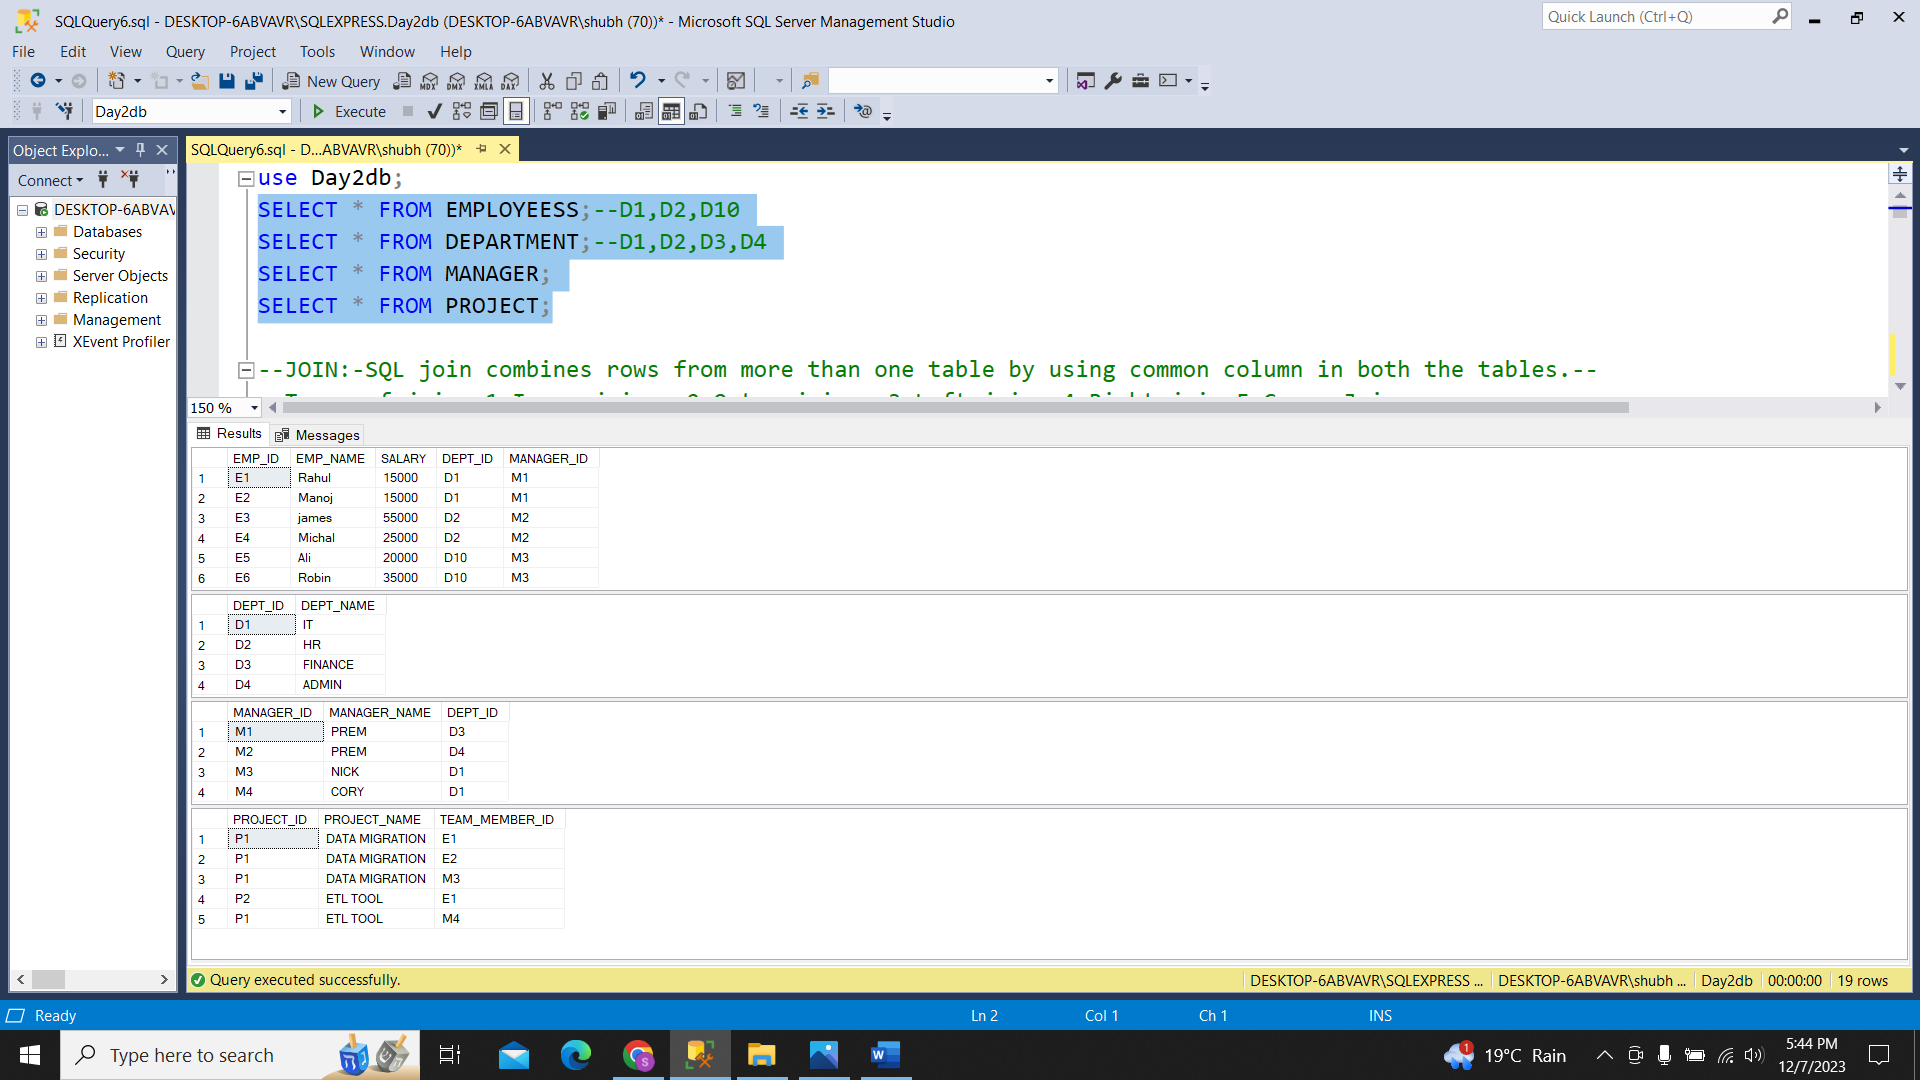 SQLQuery6.sql - DESKTOP-6ABVAVR\SQLEXPRESS.Day2db (DESKTOP-6ABVAVR\shubh (70))* - Microsoft SQL Server Management Studio
Quick Launch (Ctrl+Q)
File Edit View Query Project Tools Window Help
New Query MDX DMX XMLA DAX
Day2db Execute
Object Explo...
SQLQuery6.sql - D...ABVAVR\shubh (70))*
Connect
DESKTOP-6ABVAV
Databases
Security
Server Objects
Replication
Management
XEvent Profiler
use Day2db;
SELECT * FROM EMPLOYEESS;--D1,D2,D10
SELECT * FROM DEPARTMENT;--D1,D2,D3,D4
SELECT * FROM MANAGER;
SELECT * FROM PROJECT;
--JOIN:-SQL join combines rows from more than one table by using common column in both the tables.--
150 %
Results Messages
EMP_ID EMP_NAME SALARY DEPT_ID MANAGER_ID
1 E1 Rahul 15000 D1 M1
2 E2 Manoj 15000 D1 M1
3 E3 james 55000 D2 M2
4 E4 Michal 25000 D2 M2
5 E5 Ali 20000 D10 M3
6 E6 Robin 35000 D10 M3
DEPT_ID DEPT_NAME
1 D1 IT
2 D2 HR
3 D3 FINANCE
4 D4 ADMIN
MANAGER_ID MANAGER_NAME DEPT_ID
1 M1 PREM D3
2 M2 PREM D4
3 M3 NICK D1
4 M4 CORY D1
PROJECT_ID PROJECT_NAME TEAM_MEMBER_ID
1 P1 DATA MIGRATION E1
2 P1 DATA MIGRATION E2
3 P1 DATA MIGRATION M3
4 P2 ETL TOOL E1
5 P1 ETL TOOL M4
Query executed successfully.
DESKTOP-6ABVAVR\SQLEXPRESS ... DESKTOP-6ABVAVR\shubh ... Day2db 00:00:00 19 rows
Ready Ln 2 Col 1 Ch 1 INS
Type here to search
19°C Rain
5:44 PM
12/7/2023